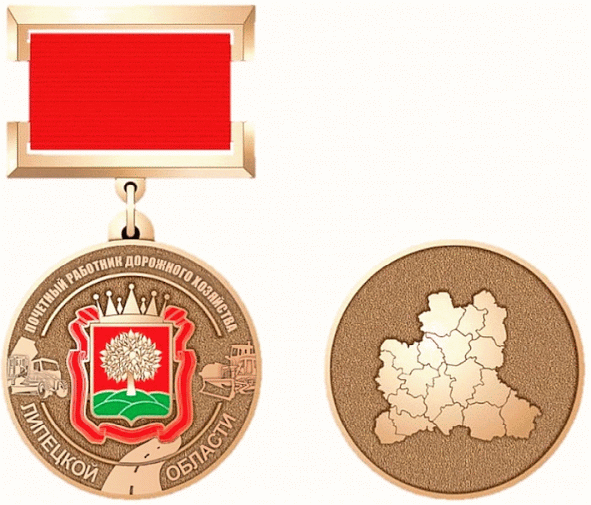 ПОЧЕТНЫЙ РАБОТНИК ДОРОЖНОГО ХОЗЯЙСТВА
ЛИПЕЦКОЙ ОБЛАСТИ